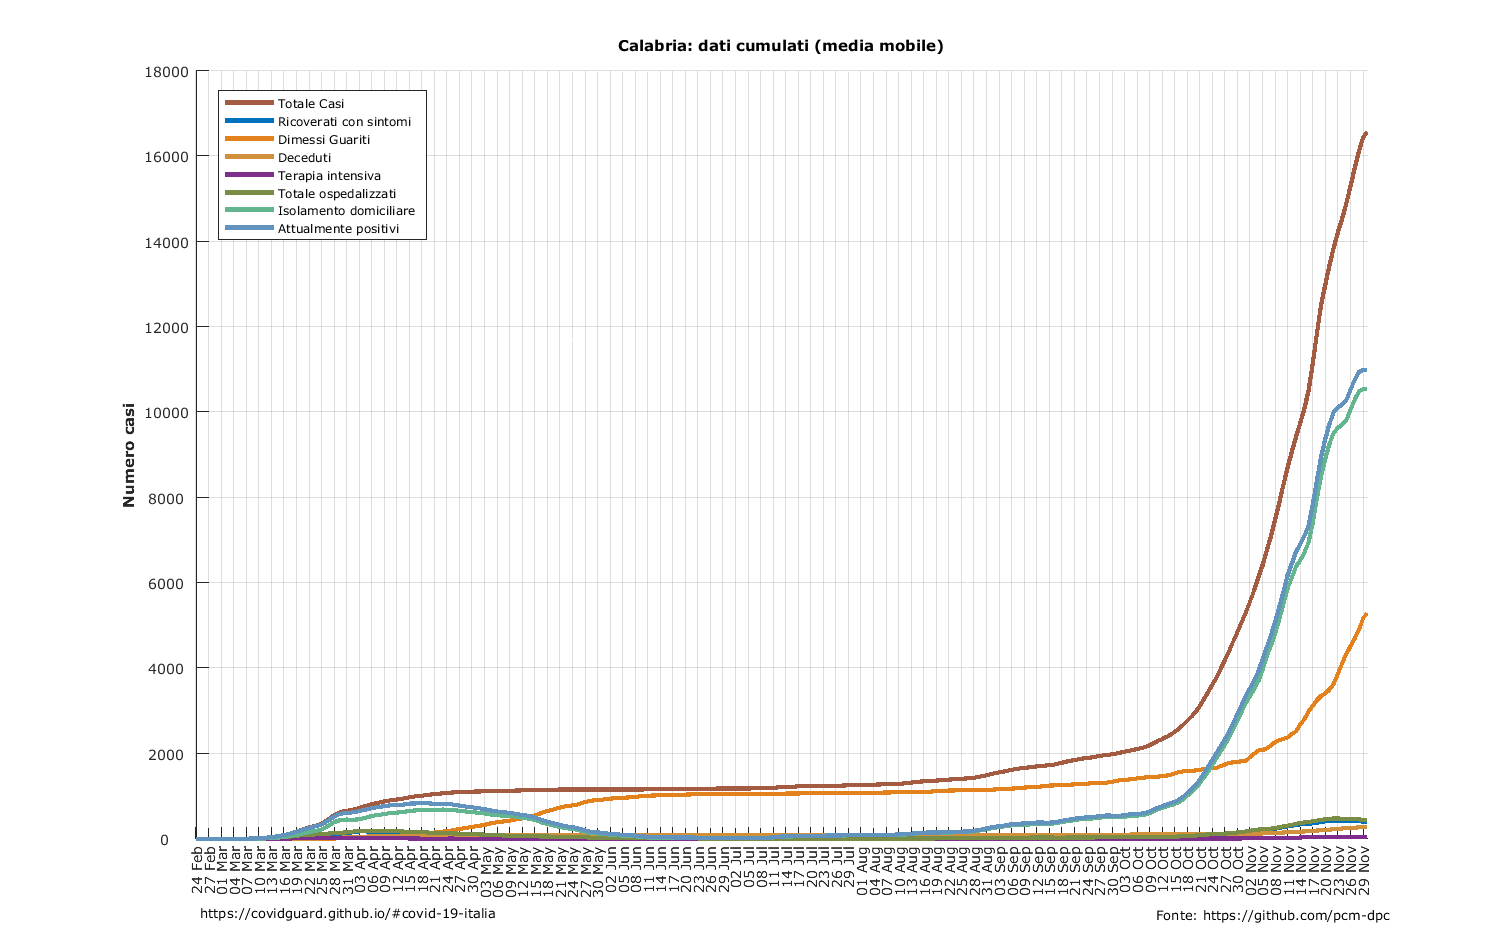 Calabria: dati cumulati (media mobile)
18000
16000
14000
12000
10000
8000
6000
4000
2000
0
Numero casi
Totale Casi
Ricoverati con sintomi
Dimessi Guariti
Deceduti
Terapia intensiva
Totale ospedalizzati
Isolamento domiciliare
Attualmente positivi
24 Feb
27 Feb
01 Mar
04 Mar
07 Mar
10 Mar
13 Mar
16 Mar
19 Mar
22 Mar
25 Mar
28 Mar
31 Mar
03 Apr
06 Apr
09 Apr
12 Apr
15 Apr
18 Apr
21 Apr
24 Apr
27 Apr
30 Apr
03 May
06 May
09 May
12 May
15 May
18 May
21 May
24 May
27 May
30 May
02 Jun
05 Jun
08 Jun
11 Jun
14 Jun
17 Jun
20 Jun
23 Jun
26 Jun
29 Jun
02 Jul
05 Jul
08 Jul
11 Jul
14 Jul
17 Jul
20 Jul
23 Jul
26 Jul
29 Jul
01 Aug
04 Aug
07 Aug
10 Aug
13 Aug
16 Aug
19 Aug
22 Aug
25 Aug
28 Aug
31 Aug
03 Sep
06 Sep
09 Sep
12 Sep
15 Sep
18 Sep
21 Sep
24 Sep
27 Sep
30 Sep
03 Oct
06 Oct
09 Oct
12 Oct
15 Oct
18 Oct
21 Oct
24 Oct
27 Oct
30 Oct
02 Nov
05 Nov
08 Nov
11 Nov
14 Nov
17 Nov
20 Nov
23 Nov
26 Nov
29 Nov
https://covidguard.github.io/#covid-19-italia
Fonte: https://github.com/pcm-dpc